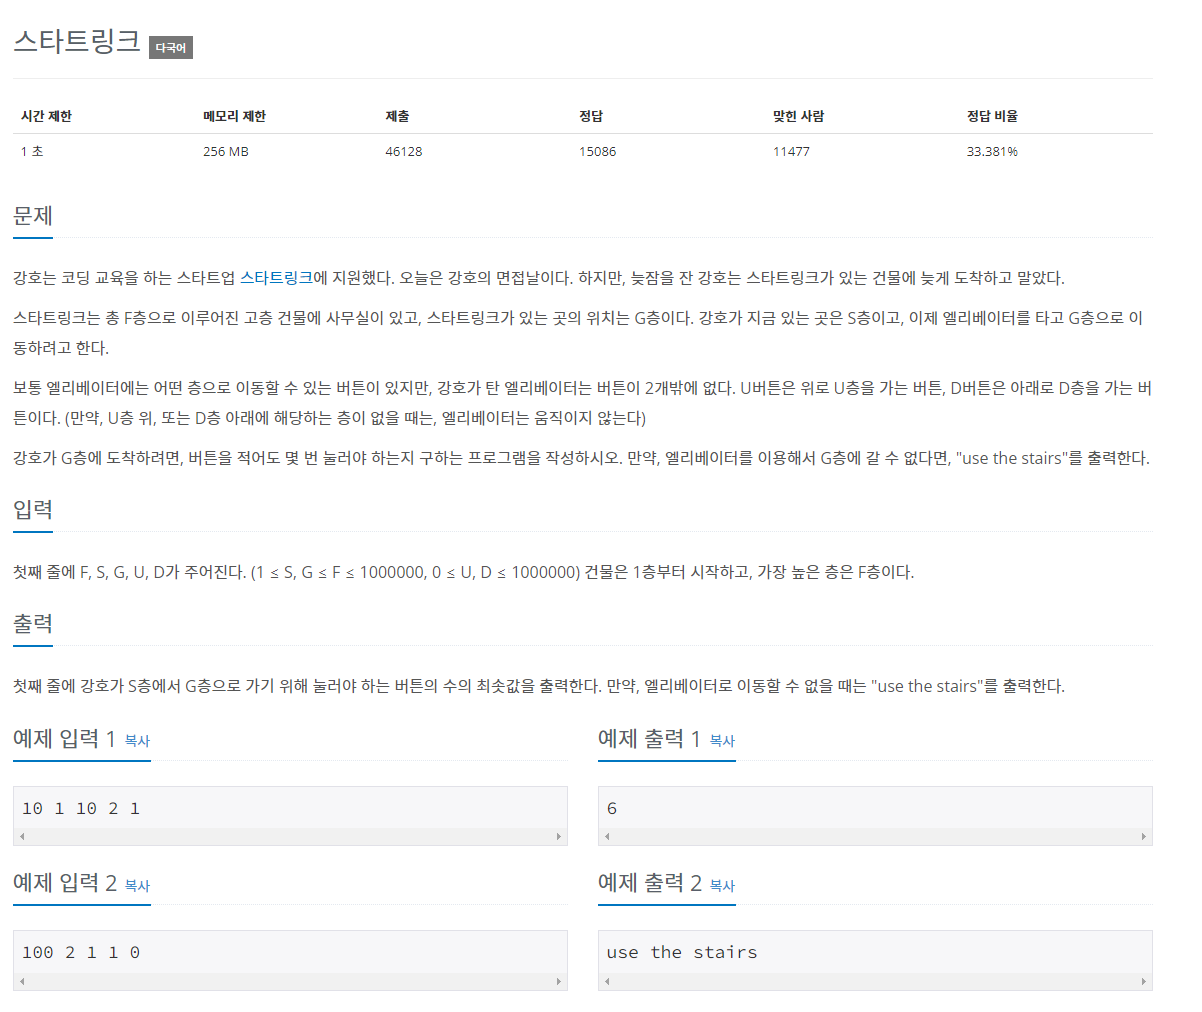 스타트링크 다국어
시간 제한 메모리 제한 제출 정답 맞힌 사람 정답 비율
1 초 256 MB 46128 15086 11477 33.381%
문제
강호는 코딩 교육을 하는 스타트업 스타트링크에 지원했다. 오늘은 강호의 면접날이다. 하지만, 늦잠을 잔 강호는 스타트링크가 있는 건물에 늦게 도착하고 말았다.
스타트링크는 총 F층으로 이루어진 고층 건물에 사무실이 있고, 스타트링크가 있는 곳의 위치는 G층이다. 강호가 지금 있는 곳은 S층이고, 이제 엘리베이터를 타고 G층으로 이
동하려고 한다.
보통 엘리베이터에는 어떤 층으로 이동할 수 있는 버튼이 있지만, 강호가 탄 엘리베이터는 버튼이 2개밖에 없다. U버튼은 위로 U층을 가는 버튼, D버튼은 아래로 D층을 가는 버
튼이다. (만약, U층 위, 또는 D층 아래에 해당하는 층이 없을 때는, 엘리베이터는 움직이지 않는다)
강호가 G층에 도착하려면, 버튼을 적어도 몇 번 눌러야 하는지 구하는 프로그램을 작성하시오. 만약, 엘리베이터를 이용해서 G층에 갈 수 없다면, "use the stairs"를 출력한다.
입력
첫째 줄에 F, S, G, U, D가 주어진다. (1 ≤ S, G ≤ F ≤ 1000000, 0 ≤ U, D ≤ 1000000) 건물은 1층부터 시작하고, 가장 높은 층은 F층이다.
출력
첫째 줄에 강호가 S층에서 G층으로 가기 위해 눌러야 하는 버튼의 수의 최솟값을 출력한다. 만약, 엘리베이터로 이동할 수 없을 때는 "use the stairs"를 출력한다.
예제 입력 1 복사
10 1 10 2 1
예제 출력 1 복사
6
예제 입력 2 복사
100 2 1 1 0
예제 출력 2 복사
use the stairs